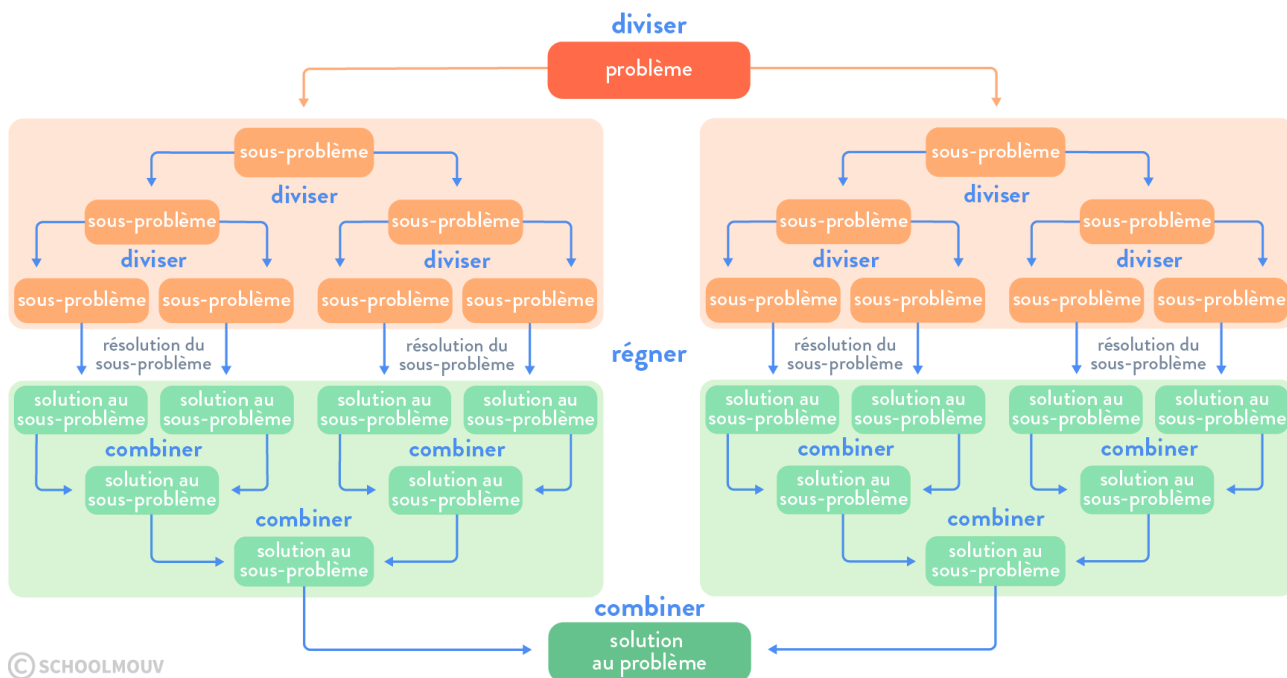 diviser
problème
sous-problème
sous-problème
diviser
diviser
sous-problème
sous-problème
sous-problème
sous-problème
diviser
diviser
diviser
diviser
sous-problème
sous-problème
sous-problème
sous-problème
sous-problème
sous-problème
sous-problème
sous-problème
résolution du
sous-problème
résolution du
sous-problème
régner
résolution du
sous-problème
résolution du
sous-problème
solution au
sous-problème
solution au
sous-problème
solution au
sous-problème
solution au
sous-problème
solution au
sous-problème
solution au
sous-problème
solution au
sous-problème
solution au
sous-problème
combiner
combiner
combiner
combiner
solution au
sous-problème
solution au
sous-problème
solution au
sous-problème
solution au
sous-problème
combiner
combiner
solution au
sous-problème
solution au
sous-problème
combiner
solution
au problème
© SCHOOLMOUV